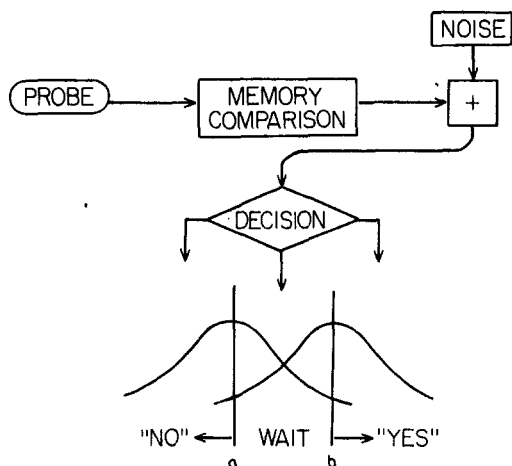 NOISE
PROBE
MEMORY
COMPARISON
+
DECISION
"NO" WAIT "YES"
a b